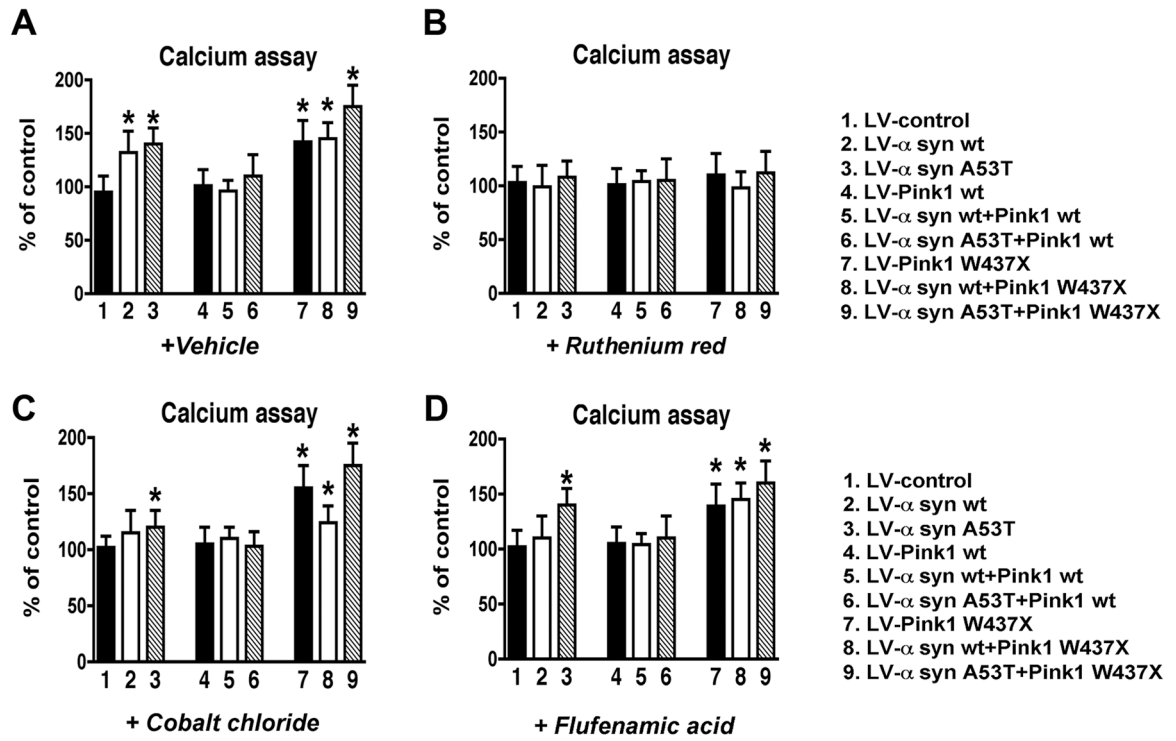 A
Calcium assay
% of control
200
150
100
50
0
* * * * *
1 2 3 4 5 6 7 8 9
+Vehicle
B
Calcium assay
% of control
200
150
100
50
0
1 2 3 4 5 6 7 8 9
+ Ruthenium red
1. LV-control
2. LV-α syn wt
3. LV-α syn A53T
4. LV-Pink1 wt
5. LV-α syn wt+Pink1 wt
6. LV-α syn A53T+Pink1 wt
7. LV-Pink1 W437X
8. LV-α syn wt+Pink1 W437X
9. LV-α syn A53T+Pink1 W437X
C
Calcium assay
% of control
200
150
100
50
0
* * * *
1 2 3 4 5 6 7 8 9
+ Cobalt chloride
D
Calcium assay
% of control
200
150
100
50
0
* * * *
1 2 3 4 5 6 7 8 9
+ Flufenamic acid
1. LV-control
2. LV-α syn wt
3. LV-α syn A53T
4. LV-Pink1 wt
5. LV-α syn wt+Pink1 wt
6. LV-α syn A53T+Pink1 wt
7. LV-Pink1 W437X
8. LV-α syn wt+Pink1 W437X
9. LV-α syn A53T+Pink1 W437X